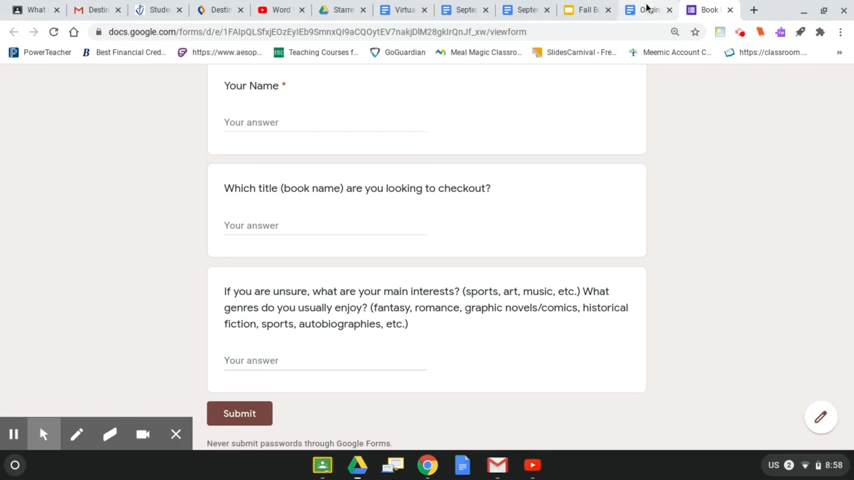 What
Destin
Stude
Destin
Word
Starre
Virtua
Septe
Septe
Fall B
Origin
Book
docs.google.com/forms/d/e/1FAIpQLSfxjEOzEyIEb9SmnxQI9aCQOytEV7nakjDlM28gkIrQnJf_xw/viewform
PowerTeacher
Best Financial Cred...
https://www.aesop...
Teaching Courses f...
GoGuardian
Meal Magic Classro...
SlidesCarnival - Fre...
Meemic Account C...
https://classroom....
Your Name *
Your answer
Which title (book name) are you looking to checkout?
Your answer
If you are unsure, what are your main interests? (sports, art, music, etc.) What
genres do you usually enjoy? (fantasy, romance, graphic novels/comics, historical
fiction, sports, autobiographies, etc.)
Your answer
Submit
Never submit passwords through Google Forms.
US 2 8:58